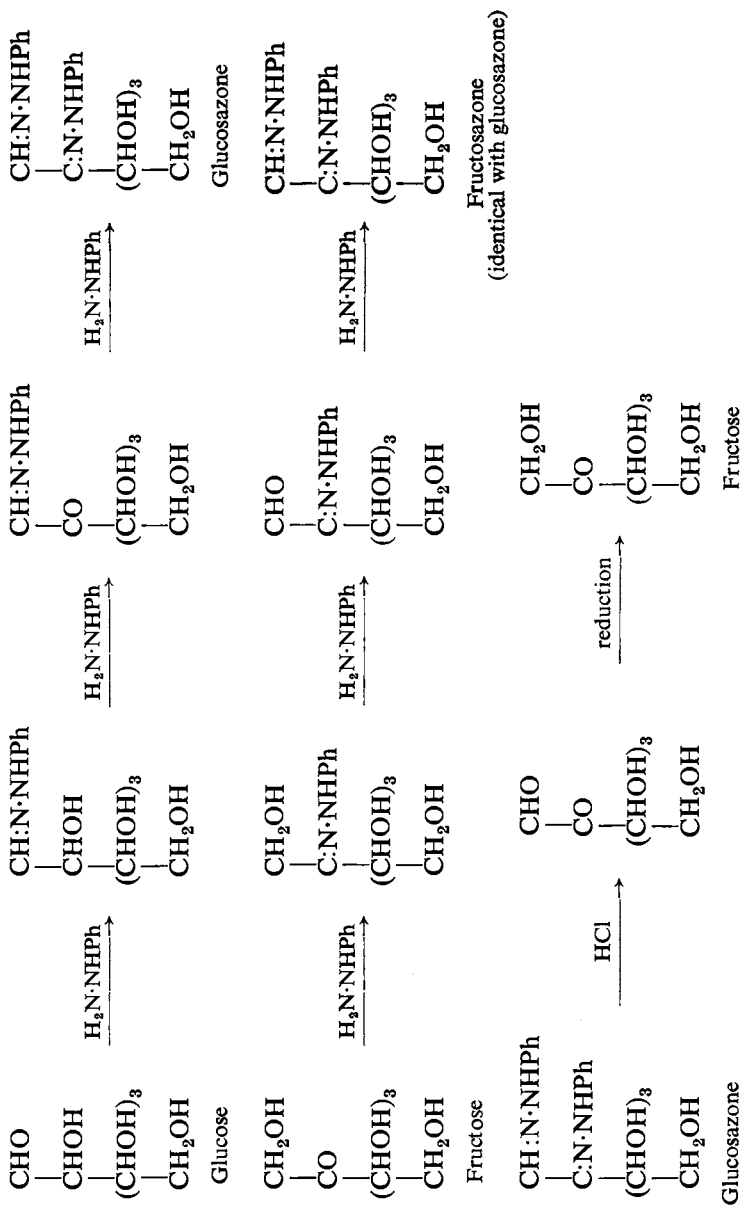 CHO
CHOH
(CHOH)₃
CH₂OH
Glucose
H₂N·NHPh
CH:N·NHPh
CHOH
(CHOH)₃
CH₂OH
H₂N·NHPh
CH:N·NHPh
CO
(CHOH)₃
CH₂OH
H₂N·NHPh
CH:N·NHPh
C:N·NHPh
(CHOH)₃
CH₂OH
Glucosazone
CH₂OH
CO
(CHOH)₃
CH₂OH
Fructose
H₂N·NHPh
CH₂OH
C:N·NHPh
(CHOH)₃
CH₂OH
H₂N·NHPh
CHO
C:N·NHPh
(CHOH)₃
CH₂OH
H₂N·NHPh
CH:N·NHPh
C:N·NHPh
(CHOH)₃
CH₂OH
Fructosazone
(identical with glucosazone)
CH:N·NHPh
C:N·NHPh
(CHOH)₃
CH₂OH
Glucosazone
HCl
CHO
CO
(CHOH)₃
CH₂OH
reduction
CH₂OH
CO
(CHOH)₃
CH₂OH
Fructose